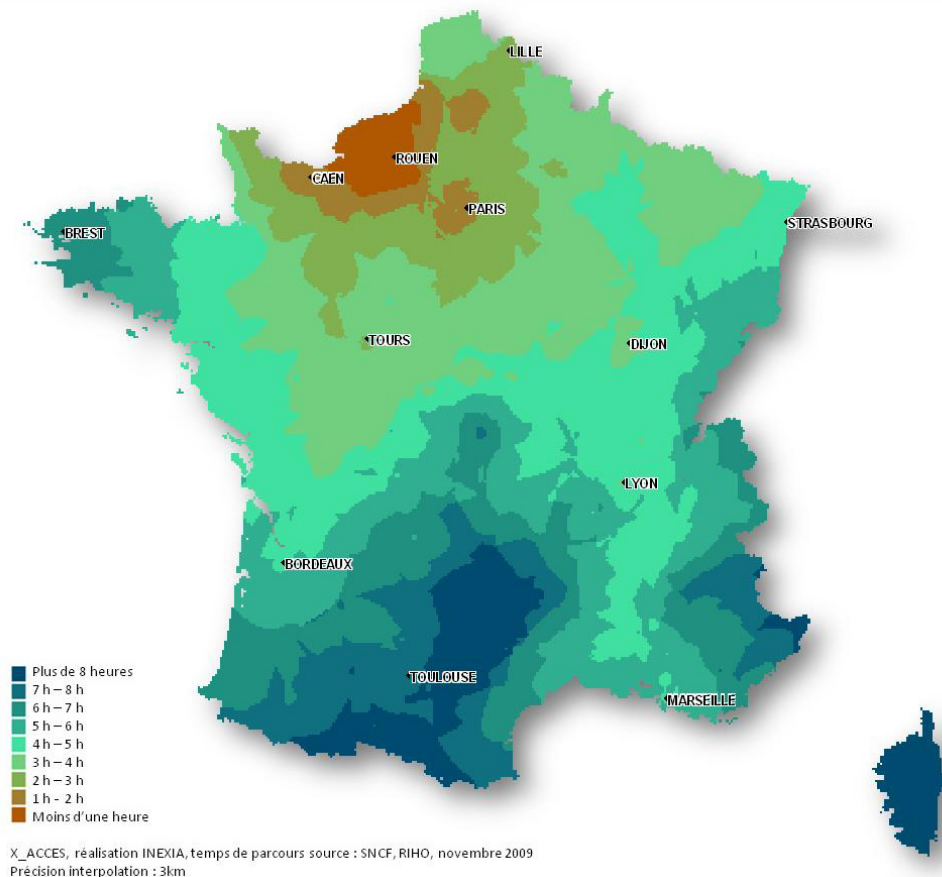 LILLE
ROUEN
CAEN
PARIS
STRASBOURG
BREST
TOURS
DIJON
LYON
BORDEAUX
TOULOUSE
MARSEILLE
Plus de 8 heures
7 h – 8 h
6 h – 7 h
5 h – 6 h
4 h – 5 h
3 h – 4 h
2 h – 3 h
1 h - 2 h
Moins d'une heure
X_ACCES, réalisation INEXIA, temps de parcours source : SNCF, RIHO, novembre 2009
Précision interpolation : 3km